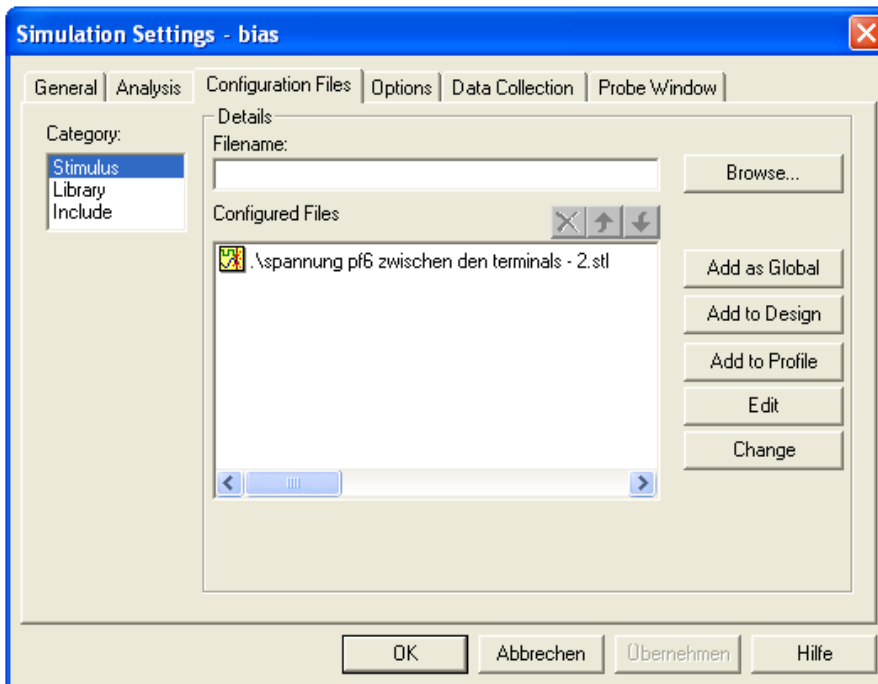 Simulation Settings - bias
General Analysis Configuration Files Options Data Collection Probe Window
Category:
Stimulus
Library
Include
Details
Filename:
Browse...
Configured Files
.\spannung pf6 zwischen den terminals - 2.stl
Add as Global
Add to Design
Add to Profile
Edit
Change
OK Abbrechen Übernehmen Hilfe